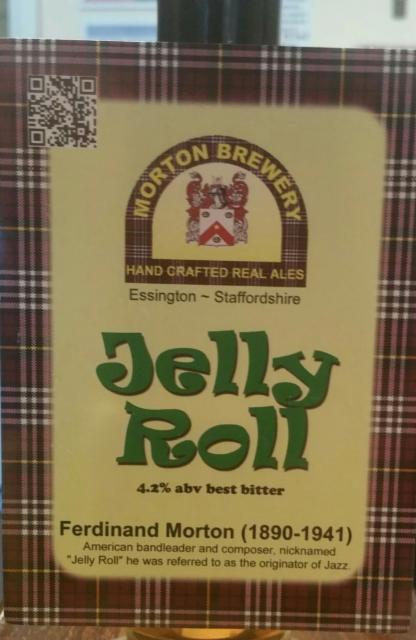 MORTON BREWERY
HAND CRAFTED REAL ALES
Essington ~ Staffordshire
Jelly
Roll
4.2% abv best bitter
Ferdinand Morton (1890-1941)
American bandleader and composer, nicknamed
"Jelly Roll" he was referred to as the originator of Jazz.